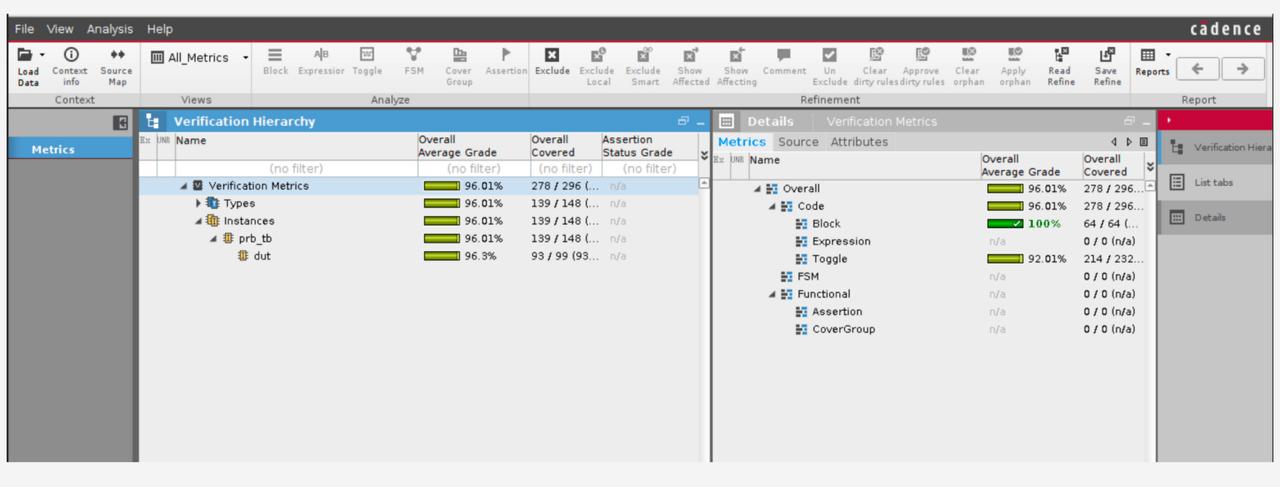 File View Analysis Help
cādence
Load Data
Context info
Source Map
All_Metrics
Block Expression Toggle FSM Cover Group Assertion
Exclude Exclude Local Exclude Smart Show Affected Show Affecting Comment Un Exclude Clear dirty rules Approve dirty rules Clear orphan Apply orphan Read Refine Save Refine
Reports
Context Views Analyze Refinement Report
Metrics
Verification Hierarchy
Ex UNR Name Overall Average Grade Overall Covered Assertion Status Grade
(no filter) (no filter) (no filter) (no filter)
Verification Metrics 96.01% 278 / 296 (... n/a
Types 96.01% 139 / 148 (... n/a
Instances 96.01% 139 / 148 (... n/a
prb_tb 96.01% 139 / 148 (... n/a
dut 96.3% 93 / 99 (93... n/a
Details Verification Metrics
Metrics Source Attributes
Ex UNR Name Overall Average Grade Overall Covered
Overall 96.01% 278 / 296...
Code 96.01% 278 / 296...
Block 100% 64 / 64 (...
Expression n/a 0 / 0 (n/a)
Toggle 92.01% 214 / 232...
FSM n/a 0 / 0 (n/a)
Functional n/a 0 / 0 (n/a)
Assertion n/a 0 / 0 (n/a)
CoverGroup n/a 0 / 0 (n/a)
Verification Hiera
List tabs
Details